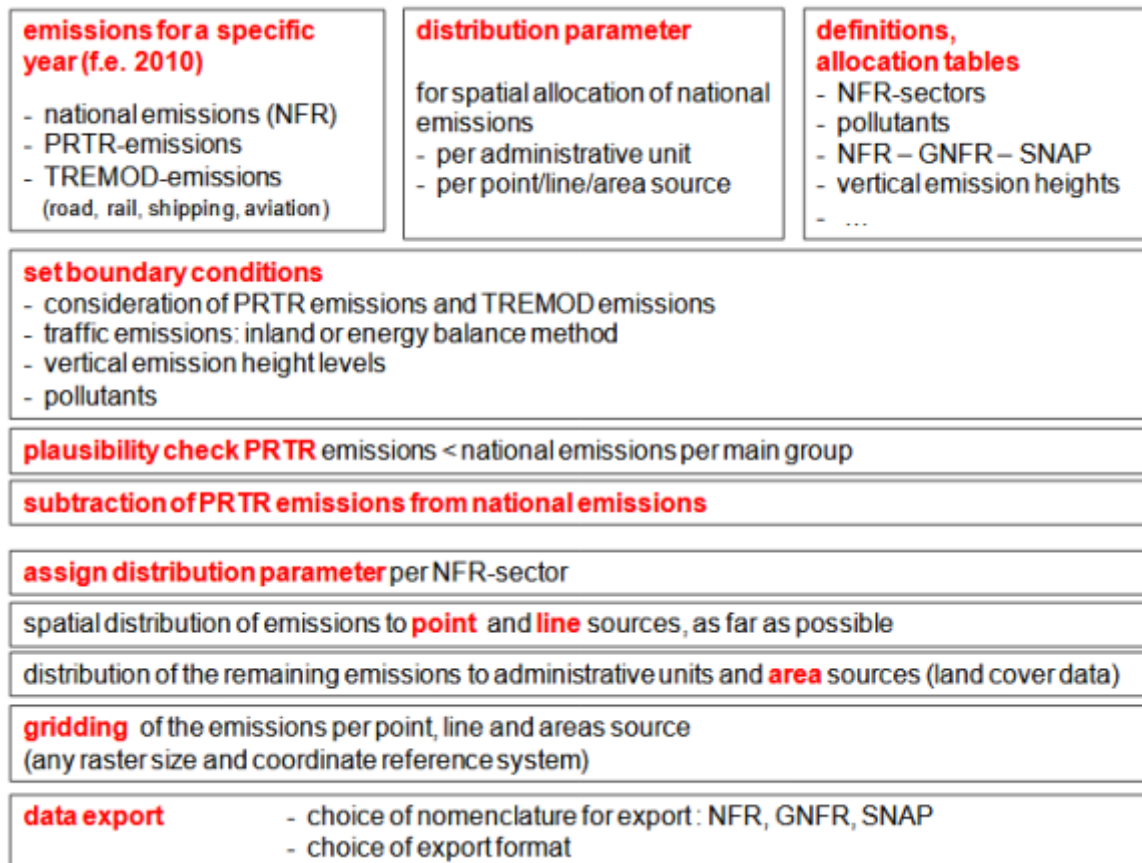 emissions for a specific
year (f.e. 2010)
- national emissions (NFR)
- PRTR-emissions
- TREMOD-emissions
(road, rail, shipping, aviation)
distribution parameter
for spatial allocation of national
emissions
- per administrative unit
- per point/line/area source
definitions,
allocation tables
- NFR-sectors
- pollutants
- NFR – GNFR – SNAP
- vertical emission heights
- ...
set boundary conditions
- consideration of PRTR emissions and TREMOD emissions
- traffic emissions: inland or energy balance method
- vertical emission height levels
- pollutants
plausibility check PRTR emissions < national emissions per main group
subtraction of PRTR emissions from national emissions
assign distribution parameter per NFR-sector
spatial distribution of emissions to point and line sources, as far as possible
distribution of the remaining emissions to administrative units and area sources (land cover data)
gridding of the emissions per point, line and areas source
(any raster size and coordinate reference system)
data export - choice of nomenclature for export: NFR, GNFR, SNAP
- choice of export format